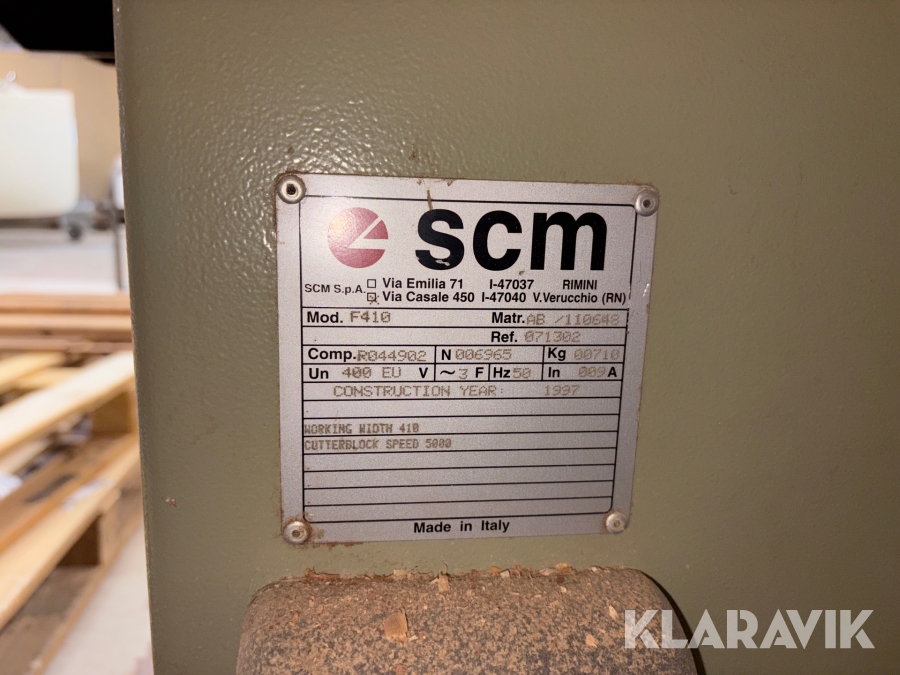 scm
SCM S.p.A. ☐ Via Emilia 71 I-47037 RIMINI
☒ Via Casale 450 I-47040 V.Verucchio (RN)
Mod. F410 Matr. AB /110648
Ref. 071302
Comp. R044902 N 006965 Kg 00710
Un 400 EU V ~ 3 F Hz 50 In 009 A
CONSTRUCTION YEAR: 1997
WORKING WIDTH 410
CUTTERBLOCK SPEED 5000
Made in Italy
KLARAVIK